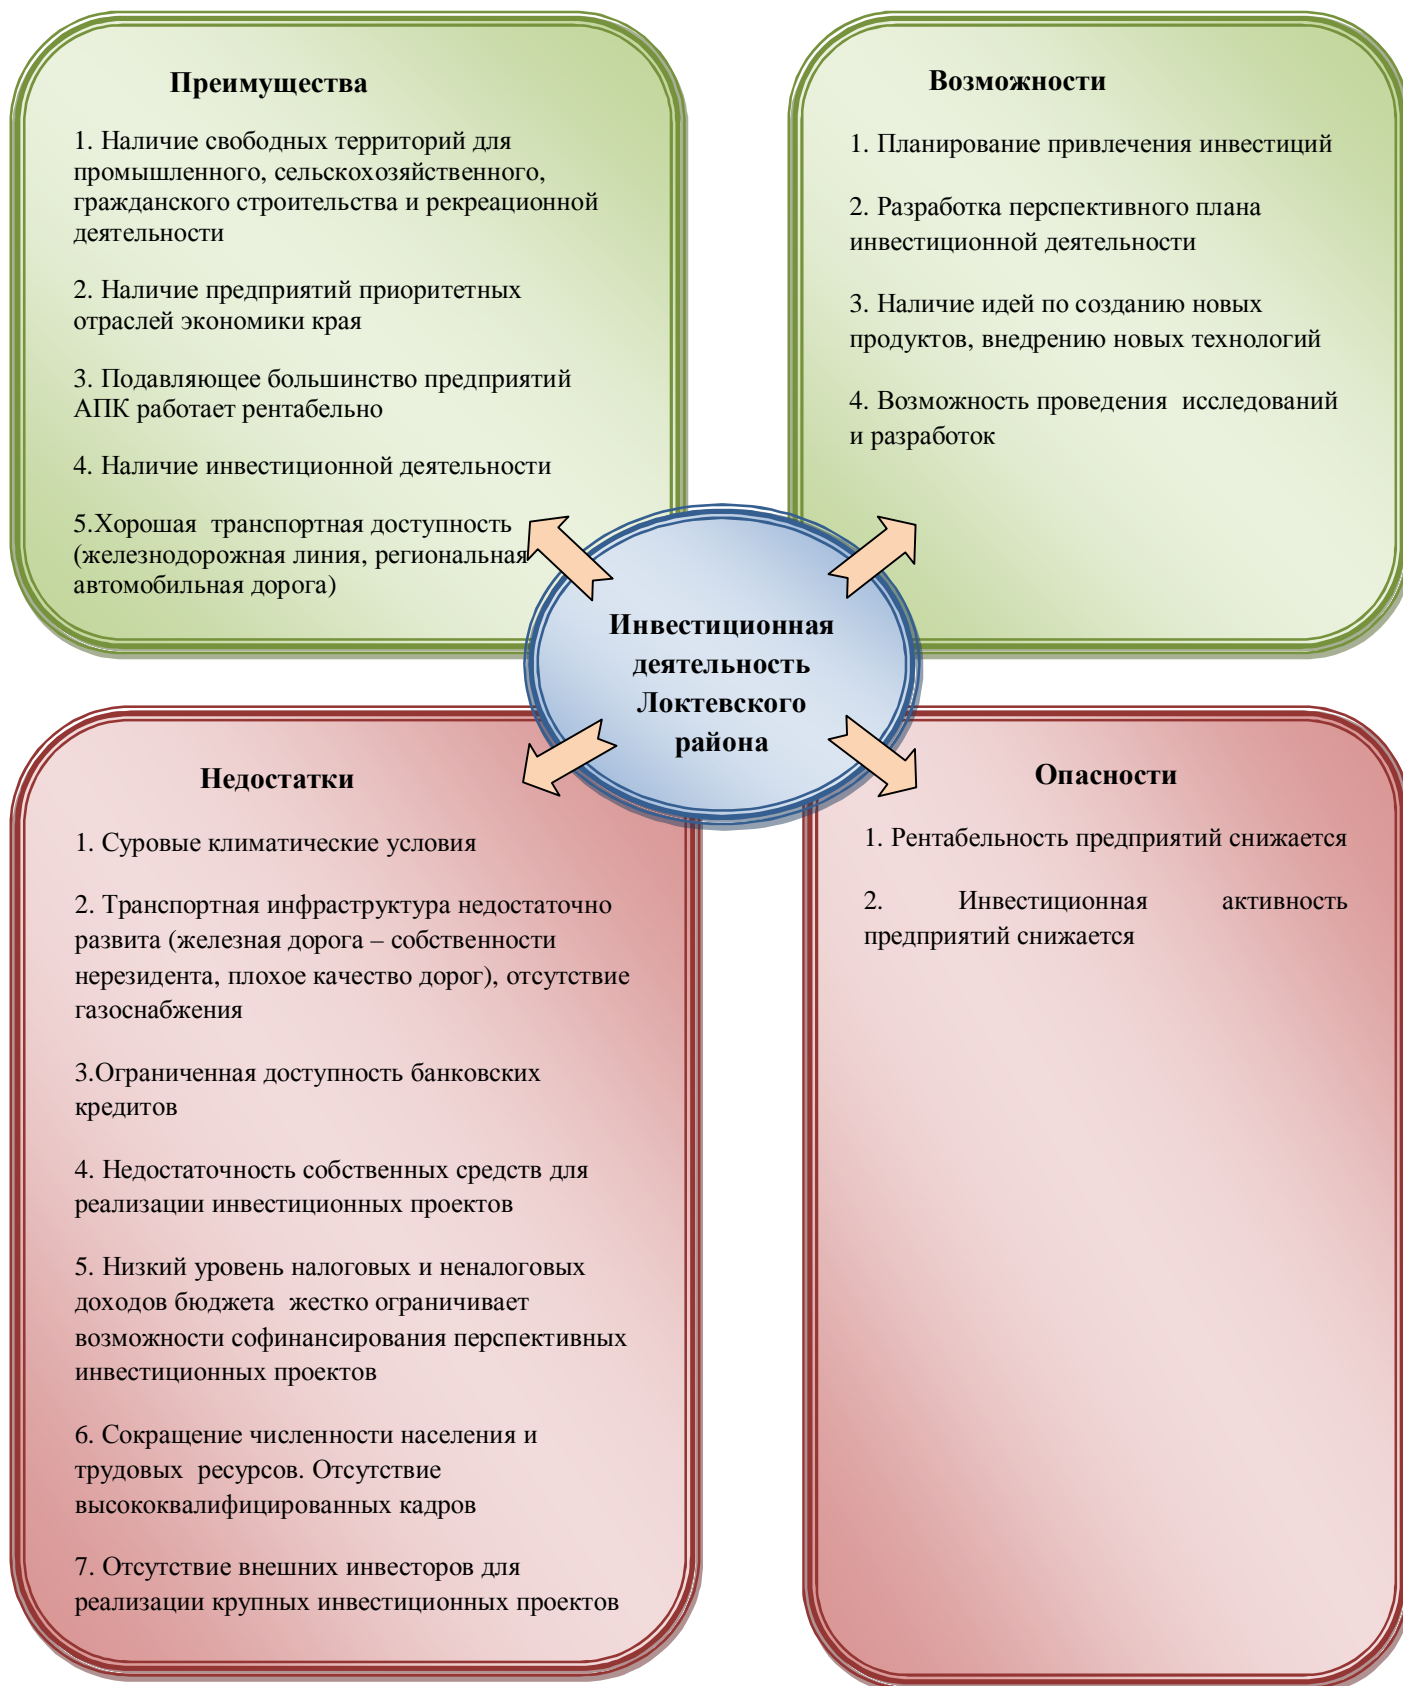 Преимущества
1. Наличие свободных территорий для
промышленного, сельскохозяйственного,
гражданского строительства и рекреационной
деятельности
2. Наличие предприятий приоритетных
отраслей экономики края
3. Подавляющее большинство предприятий
АПК работает рентабельно
4. Наличие инвестиционной деятельности
5.Хорошая транспортная доступность
(железнодорожная линия, региональная
автомобильная дорога)
Возможности
1. Планирование привлечения инвестиций
2. Разработка перспективного плана
инвестиционной деятельности
3. Наличие идей по созданию новых
продуктов, внедрению новых технологий
4. Возможность проведения исследований
и разработок
Инвестиционная
деятельность
Локтевского
района
Недостатки
1. Суровые климатические условия
2. Транспортная инфраструктура недостаточно
развита (железная дорога – собственности
нерезидента, плохое качество дорог), отсутствие
газоснабжения
3.Ограниченная доступность банковских
кредитов
4. Недостаточность собственных средств для
реализации инвестиционных проектов
5. Низкий уровень налоговых и неналоговых
доходов бюджета жестко ограничивает
возможности софинансирования перспективных
инвестиционных проектов
6. Сокращение численности населения и
трудовых ресурсов. Отсутствие
высококвалифицированных кадров
7. Отсутствие внешних инвесторов для
реализации крупных инвестиционных проектов
Опасности
1. Рентабельность предприятий снижается
2. Инвестиционная активность
предприятий снижается